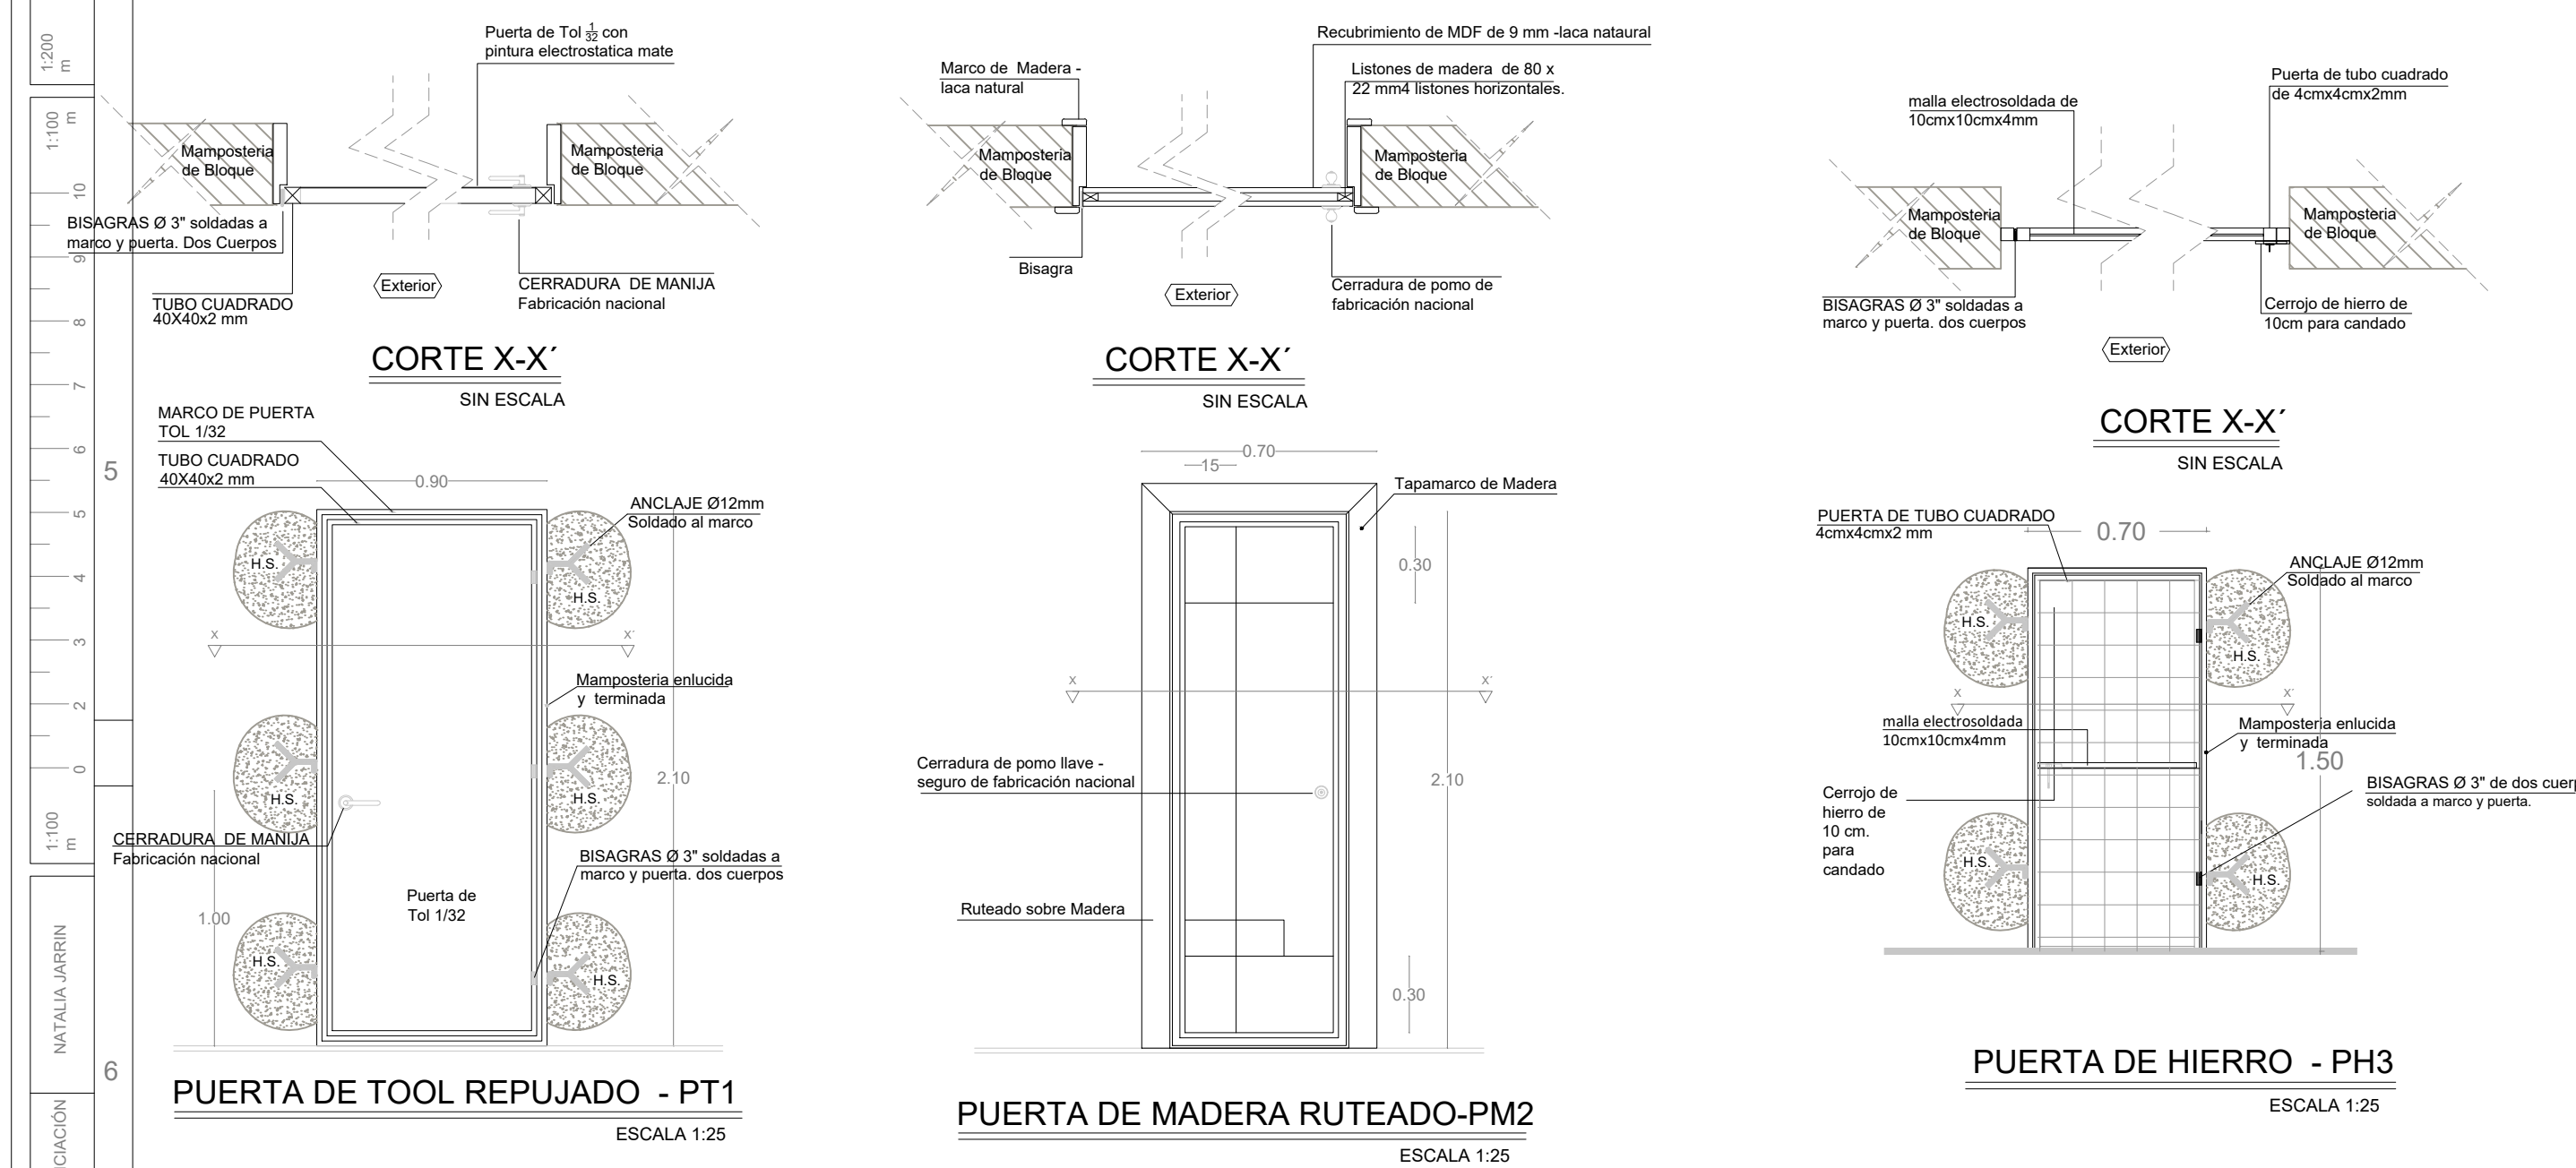 1:200
m
1:100
m
10
9
8
7
6
5
4
3
2
0
1:100
m
NATALIA JARRIN
5
6
Puerta de Tol 1/32 con
pintura electrostatica mate
Mamposteria
de Bloque
Mamposteria
de Bloque
BISAGRAS Ø 3" soldadas a
marco y puerta. Dos Cuerpos
Exterior
CERRADURA DE MANIJA
Fabricación nacional
TUBO CUADRADO
40X40x2 mm
CORTE X-X´
SIN ESCALA
MARCO DE PUERTA
TOL 1/32
TUBO CUADRADO
40X40x2 mm
0.90
ANCLAJE Ø12mm
Soldado al marco
H.S.
H.S.
X
X´
Mamposteria enlucida
y terminada
2.10
H.S.
H.S.
CERRADURA DE MANIJA
Fabricación nacional
BISAGRAS Ø 3" soldadas a
marco y puerta. dos cuerpos
Puerta de
Tol 1/32
1.00
H.S.
H.S.
PUERTA DE TOOL REPUJADO - PT1
ESCALA 1:25
Recubrimiento de MDF de 9 mm -laca nataural
Marco de Madera -
laca natural
Listones de madera de 80 x
22 mm4 listones horizontales.
Mamposteria
de Bloque
Mamposteria
de Bloque
Bisagra
Exterior
Cerradura de pomo de
fabricación nacional
CORTE X-X´
SIN ESCALA
0.70
15
Tapamarco de Madera
0.30
X
X´
Cerradura de pomo llave -
seguro de fabricación nacional
2.10
Ruteado sobre Madera
0.30
PUERTA DE MADERA RUTEADO-PM2
ESCALA 1:25
Puerta de tubo cuadrado
de 4cmx4cmx2mm
malla electrosoldada de
10cmx10cmx4mm
Mamposteria
de Bloque
Mamposteria
de Bloque
BISAGRAS Ø 3" soldadas a
marco y puerta. dos cuerpos
Cerrojo de hierro de
10cm para candado
Exterior
CORTE X-X´
SIN ESCALA
PUERTA DE TUBO CUADRADO
4cmx4cmx2 mm
0.70
ANCLAJE Ø12mm
Soldado al marco
H.S.
H.S.
X
X´
malla electrosoldada
10cmx10cmx4mm
Mamposteria enlucida
y terminada
1.50
Cerrojo de
hierro de
10 cm.
para
candado
BISAGRAS Ø 3" de dos cuerp
soldada a marco y puerta.
H.S.
H.S.
PUERTA DE HIERRO - PH3
ESCALA 1:25